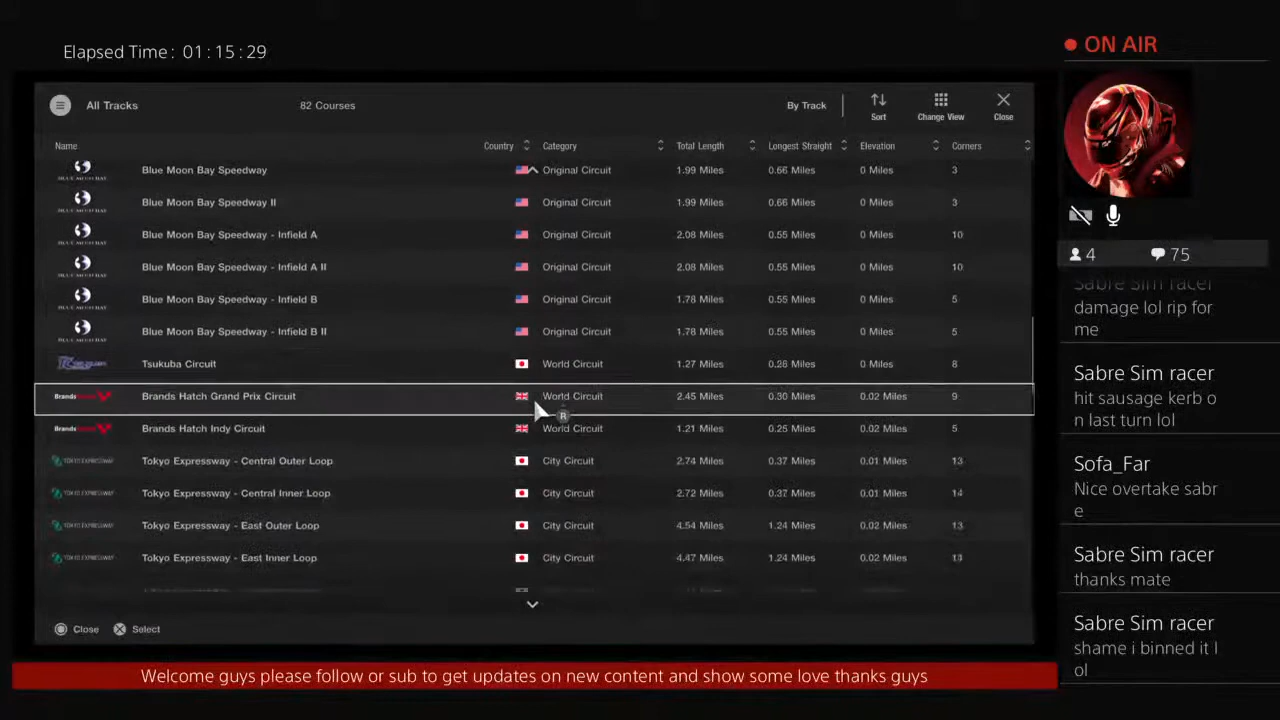 Elapsed Time: 01:15:29
ON AIR
All Tracks 82 Courses By Track Sort Change View Close
Name Country Category Total Length Longest Straight Elevation Corners
Blue Moon Bay Speedway Original Circuit 1.99 Miles 0.66 Miles 0 Miles 3
Blue Moon Bay Speedway II Original Circuit 1.99 Miles 0.66 Miles 0 Miles 3
Blue Moon Bay Speedway - Infield A Original Circuit 2.08 Miles 0.55 Miles 0 Miles 10
Blue Moon Bay Speedway - Infield A II Original Circuit 2.08 Miles 0.55 Miles 0 Miles 10
Blue Moon Bay Speedway - Infield B Original Circuit 1.78 Miles 0.55 Miles 0 Miles 5
Blue Moon Bay Speedway - Infield B II Original Circuit 1.78 Miles 0.55 Miles 0 Miles 5
Tsukuba Circuit World Circuit 1.27 Miles 0.28 Miles 0 Miles 8
Brands Hatch Grand Prix Circuit World Circuit 2.45 Miles 0.30 Miles 0.02 Miles 9
R
Brands Hatch Indy Circuit World Circuit 1.21 Miles 0.25 Miles 0.02 Miles 5
TOKYO EXPRESSWAY Tokyo Expressway - Central Outer Loop City Circuit 2.74 Miles 0.37 Miles 0.01 Miles 13
TOKYO EXPRESSWAY Tokyo Expressway - Central Inner Loop City Circuit 2.72 Miles 0.37 Miles 0.01 Miles 14
TOKYO EXPRESSWAY Tokyo Expressway - East Outer Loop City Circuit 4.54 Miles 1.24 Miles 0.02 Miles 13
TOKYO EXPRESSWAY Tokyo Expressway - East Inner Loop City Circuit 4.47 Miles 1.24 Miles 0.02 Miles
Close Select
Welcome guys please follow or sub to get updates on new content and show some love thanks guys
4 75
Sabre Sim racer
damage lol rip for
me
Sabre Sim racer
hit sausage kerb o
n last turn lol
Sofa_Far
Nice overtake sabr
e
Sabre Sim racer
thanks mate
Sabre Sim racer
shame i binned it l
ol